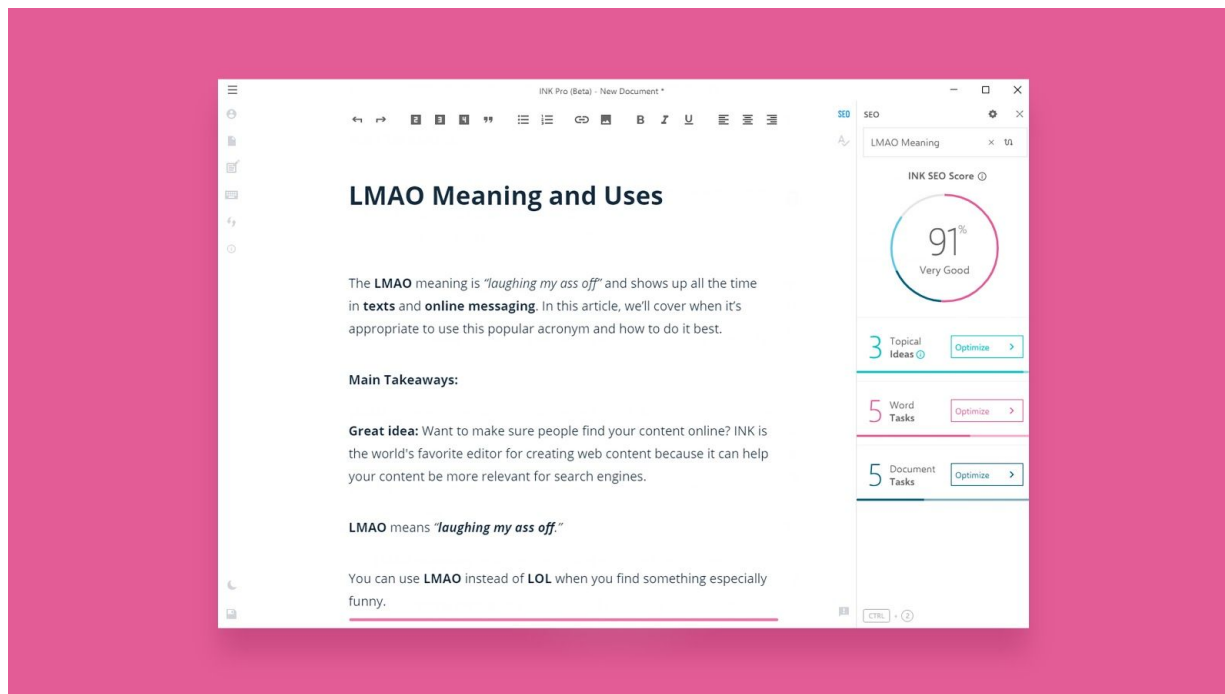 INK Pro (Beta) - New Document *
B I U
SEO
SEO
LMAO Meaning
INK SEO Score
91%
Very Good
3 Topical Ideas
Optimize
5 Word Tasks
Optimize
5 Document Tasks
Optimize
CTRL + 2
LMAO Meaning and Uses
The LMAO meaning is “laughing my ass off” and shows up all the time
in texts and online messaging. In this article, we’ll cover when it’s
appropriate to use this popular acronym and how to do it best.
Main Takeaways:
Great idea: Want to make sure people find your content online? INK is
the world's favorite editor for creating web content because it can help
your content be more relevant for search engines.
LMAO means “laughing my ass off.”
You can use LMAO instead of LOL when you find something especially
funny.